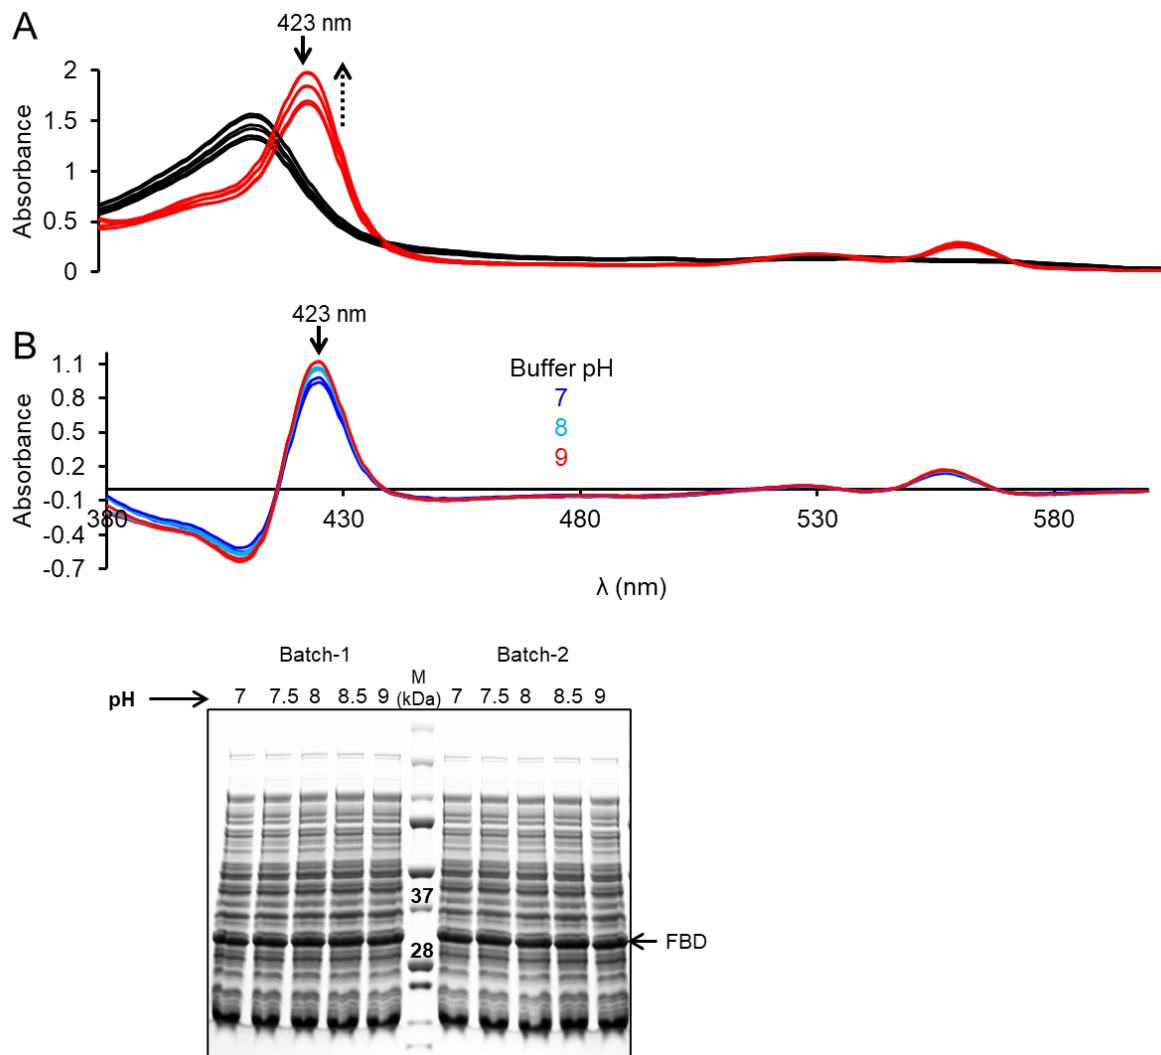 A
423 nm
2
1.5
1
0.5
0
Absorbance
B
423 nm
1.1
0.8
0.5
0.2
-0.1
-0.4
-0.7
Absorbance
Buffer pH
7
8
9
380 430 480 530 580
λ (nm)
Batch-1 Batch-2
M
pH 7 7.5 8 8.5 9 (kDa) 7 7.5 8 8.5 9
37
FBD
28